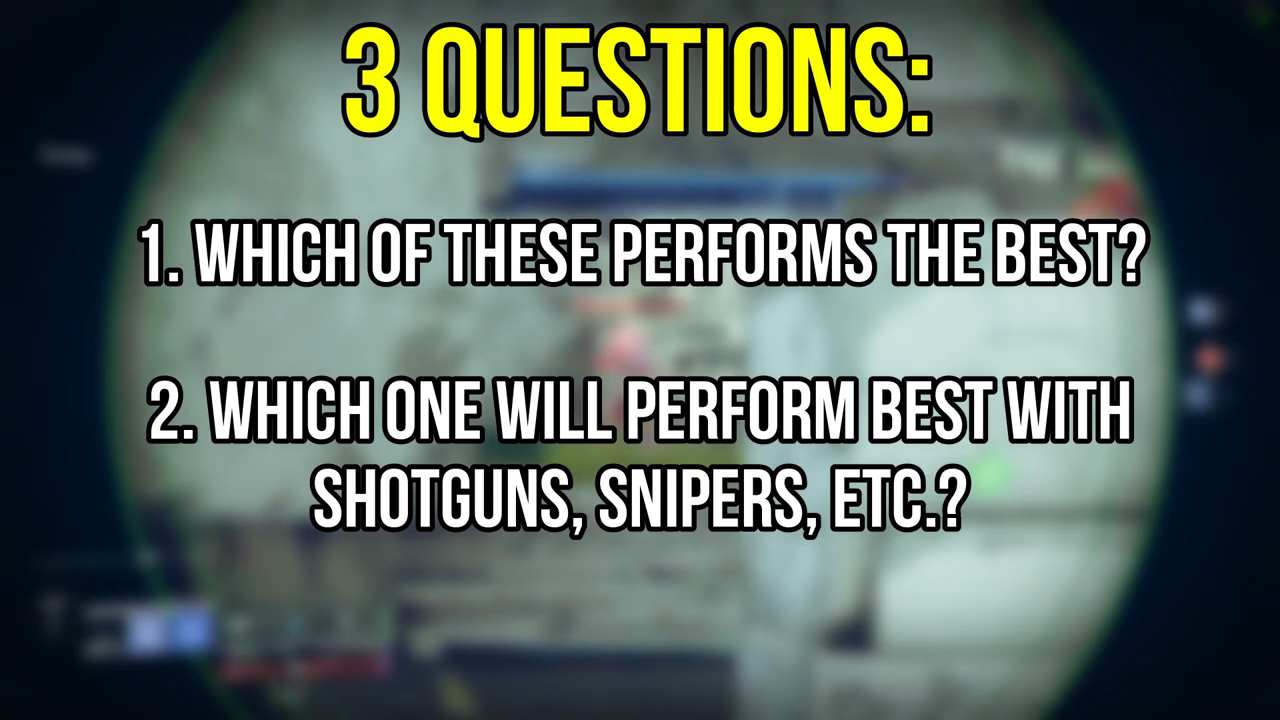 3 QUESTIONS:
1. WHICH OF THESE PERFORMS THE BEST?
2. WHICH ONE WILL PERFORM BEST WITH
SHOTGUNS, SNIPERS, ETC.?